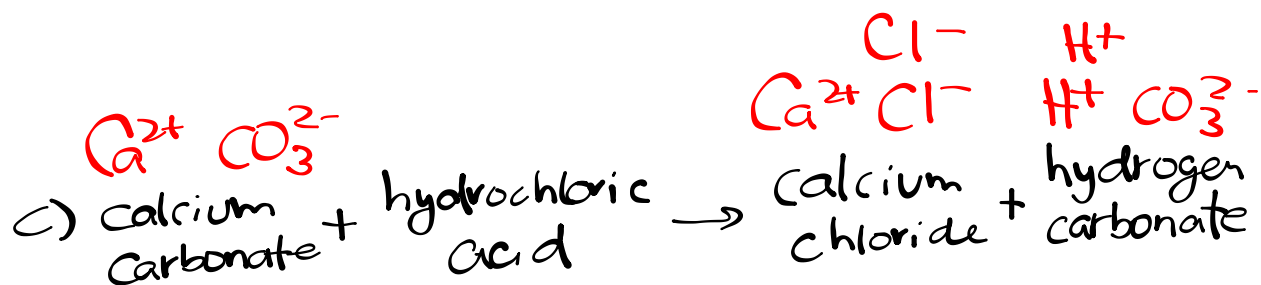 Cl⁻ H⁺
Ca²⁺ CO₃²⁻ Ca²⁺ Cl⁻ H⁺ CO₃²⁻
c) calcium carbonate + hydrochloric acid → calcium chloride + hydrogen carbonate